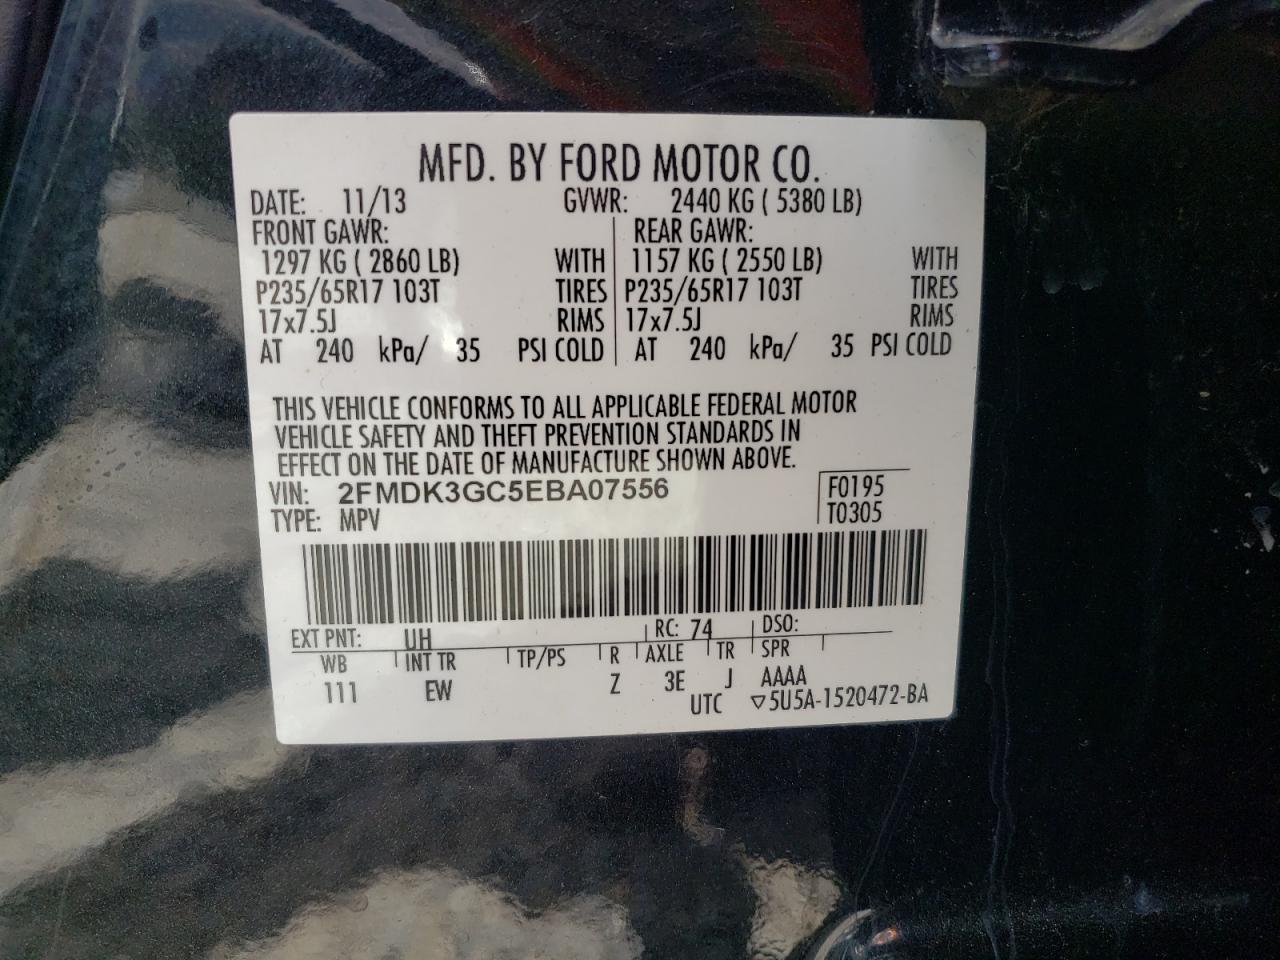 MFD. BY FORD MOTOR CO.
DATE: 11/13 GVWR: 2440 KG ( 5380 LB)
FRONT GAWR: REAR GAWR:
1297 KG ( 2860 LB) WITH 1157 KG ( 2550 LB) WITH
P235/65R17 103T TIRES P235/65R17 103T TIRES
17x7.5J RIMS 17x7.5J RIMS
AT 240 kPa/ 35 PSI COLD AT 240 kPa/ 35 PSI COLD
THIS VEHICLE CONFORMS TO ALL APPLICABLE FEDERAL MOTOR
VEHICLE SAFETY AND THEFT PREVENTION STANDARDS IN
EFFECT ON THE DATE OF MANUFACTURE SHOWN ABOVE.
VIN: 2FMDK3GC5EBA07556 F0195
TYPE: MPV T0305
EXT PNT: UH RC: 74 DSO:
WB INT TR TP/PS R AXLE TR SPR
111 EW Z 3E J AAAA
UTC ▽5U5A-1520472-BA